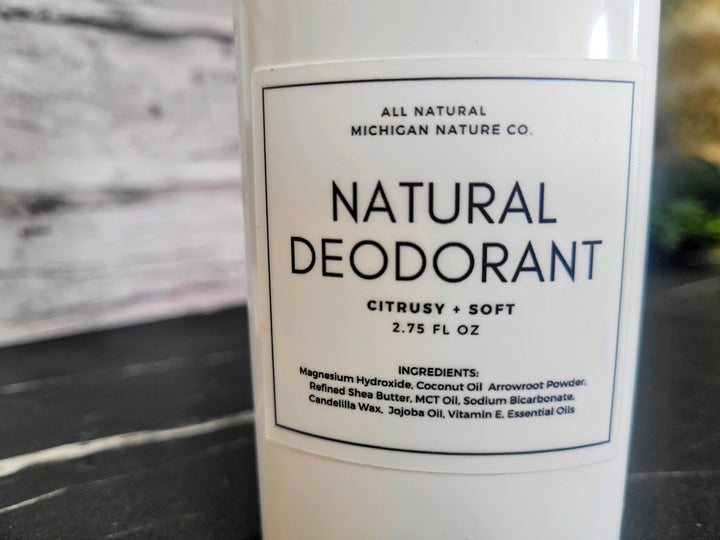 ALL NATURAL
MICHIGAN NATURE CO.
NATURAL
DEODORANT
CITRUSY + SOFT
2.75 FL OZ
INGREDIENTS:
Magnesium Hydroxide, Coconut Oil Arrowroot Powder,
Refined Shea Butter, MCT Oil, Sodium Bicarbonate,
Candelilla Wax, Jojoba Oil, Vitamin E, Essential Oils